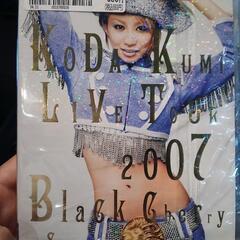 KODA KUMI
LIVE TOUR
2007
Black Cherry